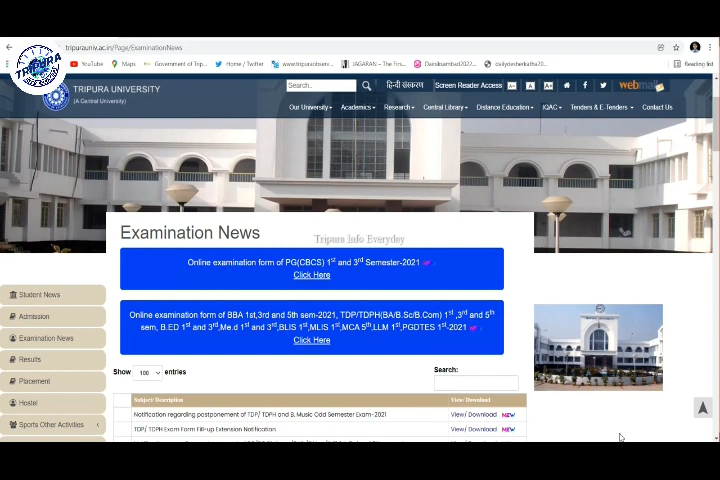 tripurauniv.ac.in/Page/ExaminationNews
YouTube
Maps
Government of Trip...
Home / Twitter
www.tripuraobserv...
JAGARAN – The Firs...
Dainiksambad2022...
dailydesherkatha20...
Reading list
TRIPURA
TRIPURA UNIVERSITY
(A Central University)
Search..
हिन्दी संस्करण
Screen Reader Access
A+
A
A+
webmail
Our University
Academics
Research
Central Library
Distance Education
IQAC
Tenders & E-Tenders
Contact Us
Examination News
Tripura Info Everyday
Online examination form of PG(CBCS) 1st and 3rd Semester-2021
Click Here
Online examination form of BBA 1st,3rd and 5th sem-2021, TDP/TDPH(BA/B.Sc/B.Com) 1st ,3rd and 5th
sem, B.ED 1st and 3rd,Me.d 1st and 3rd,BLIS 1st,MLIS 1st,MCA 5th,LLM 1st,PGDTES 1st-2021
Click Here
Student News
Admission
Examination News
Results
Placement
Hostel
Sports Other Activities
Show 100 entries
Search:
Subject/ Description
View/ Download
Notification regarding postponement of TDP/ TDPH and B. Music Odd Semester Exam-2021
View/ Download NEW
TDP/ TDPH Exam Form Fill-up Extension Notification
View/ Download NEW